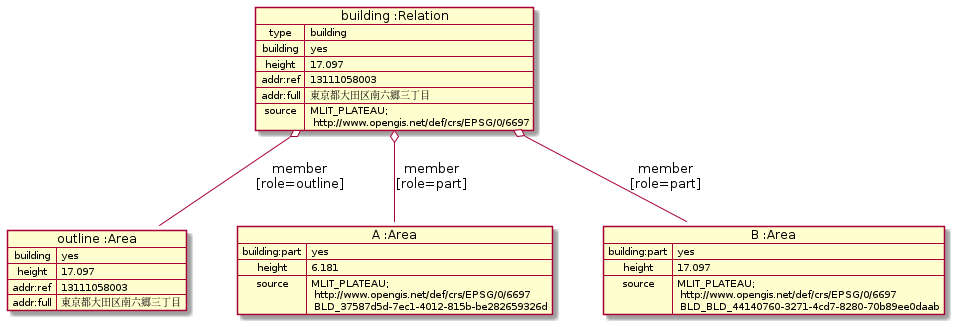 building :Relation
type building
building yes
height 17.097
addr:ref 13111058003
addr:full 東京都大田区南六郷三丁目
source MLIT_PLATEAU;
http://www.opengis.net/def/crs/EPSG/0/6697
member
[role=outline]
member
[role=part]
member
[role=part]
outline :Area
building yes
height 17.097
addr:ref 13111058003
addr:full 東京都大田区南六郷三丁目
A :Area
building:part yes
height 6.181
source MLIT_PLATEAU;
http://www.opengis.net/def/crs/EPSG/0/6697
BLD_37587d5d-7ec1-4012-815b-be282659326d
B :Area
building:part yes
height 17.097
source MLIT_PLATEAU;
http://www.opengis.net/def/crs/EPSG/0/6697
BLD_BLD_44140760-3271-4cd7-8280-70b89ee0daab